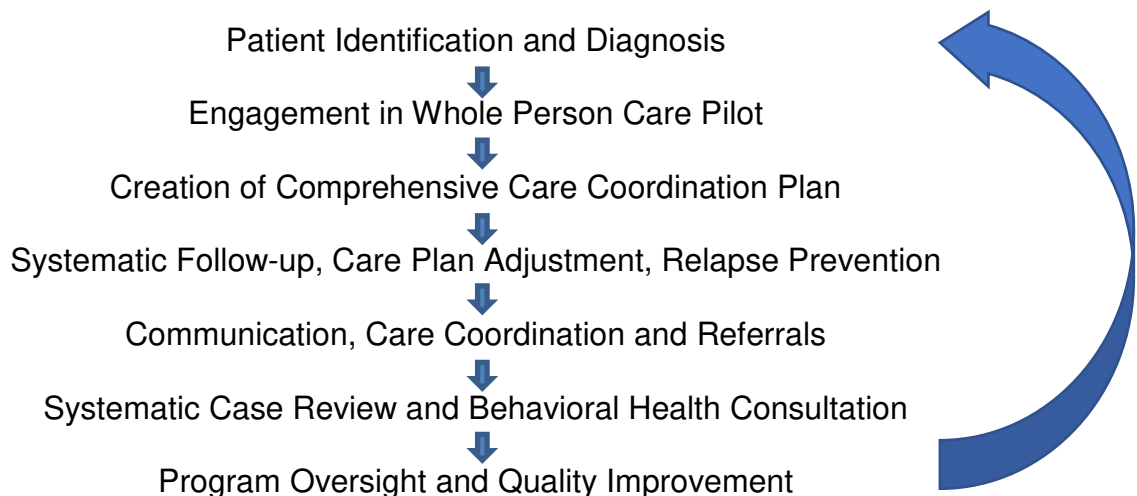 Patient Identification and Diagnosis
Engagement in Whole Person Care Pilot
Creation of Comprehensive Care Coordination Plan
Systematic Follow-up, Care Plan Adjustment, Relapse Prevention
Communication, Care Coordination and Referrals
Systematic Case Review and Behavioral Health Consultation
Program Oversight and Quality Improvement